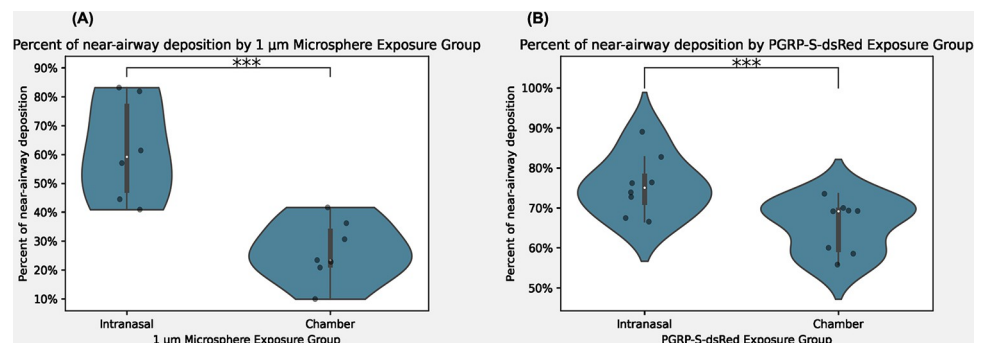 (A)
Percent of near-airway deposition by 1 µm Microsphere Exposure Group
***
90%
80%
70%
60%
50%
40%
30%
20%
10%
Percent of near-airway deposition
Intranasal
Chamber
1 µm Microsphere Exposure Group
(B)
Percent of near-airway deposition by PGRP-S-dsRed Exposure Group
***
100%
90%
80%
70%
60%
50%
Percent of near-airway deposition
Intranasal
Chamber
PGRP-S-dsRed Exposure Group